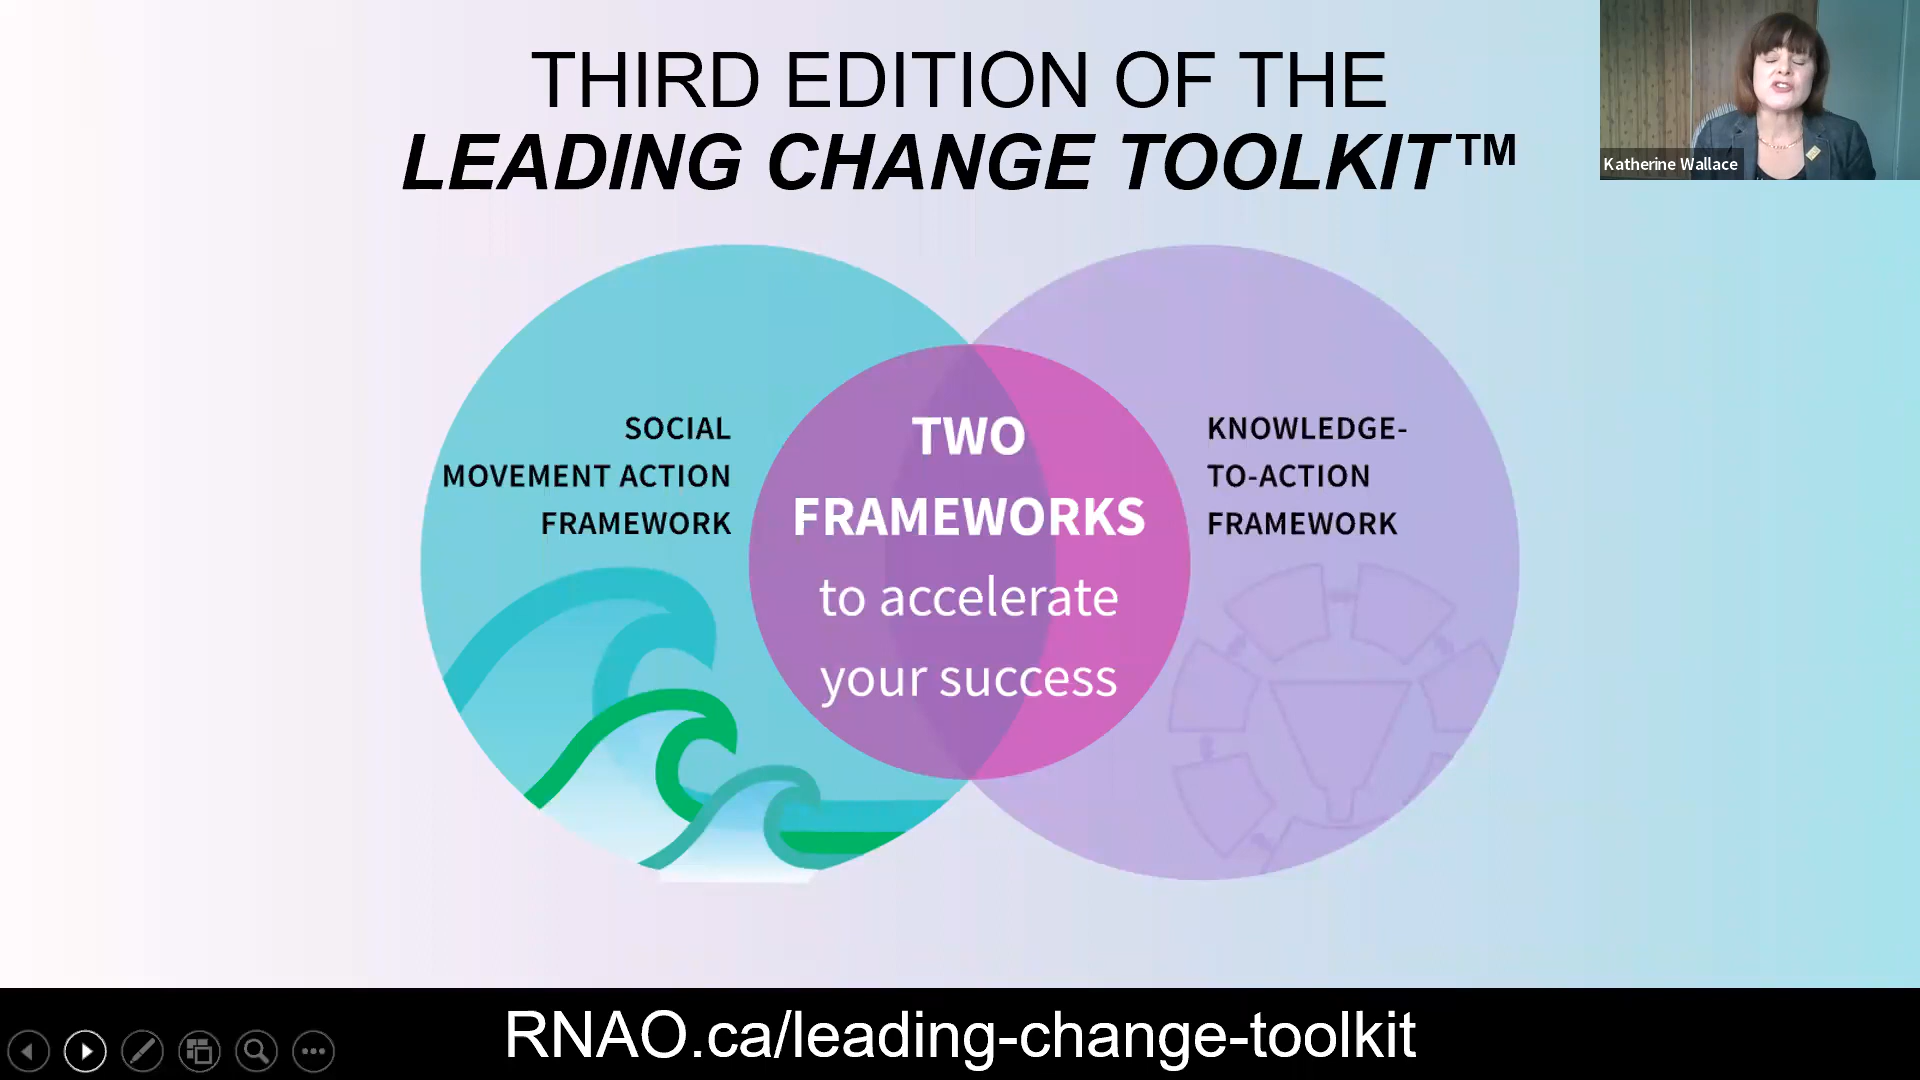 THIRD EDITION OF THE
LEADING CHANGE TOOLKIT™
Katherine Wallace
SOCIAL
MOVEMENT ACTION
FRAMEWORK
TWO
FRAMEWORKS
to accelerate
your success
KNOWLEDGE-
TO-ACTION
FRAMEWORK
RNAO.ca/leading-change-toolkit